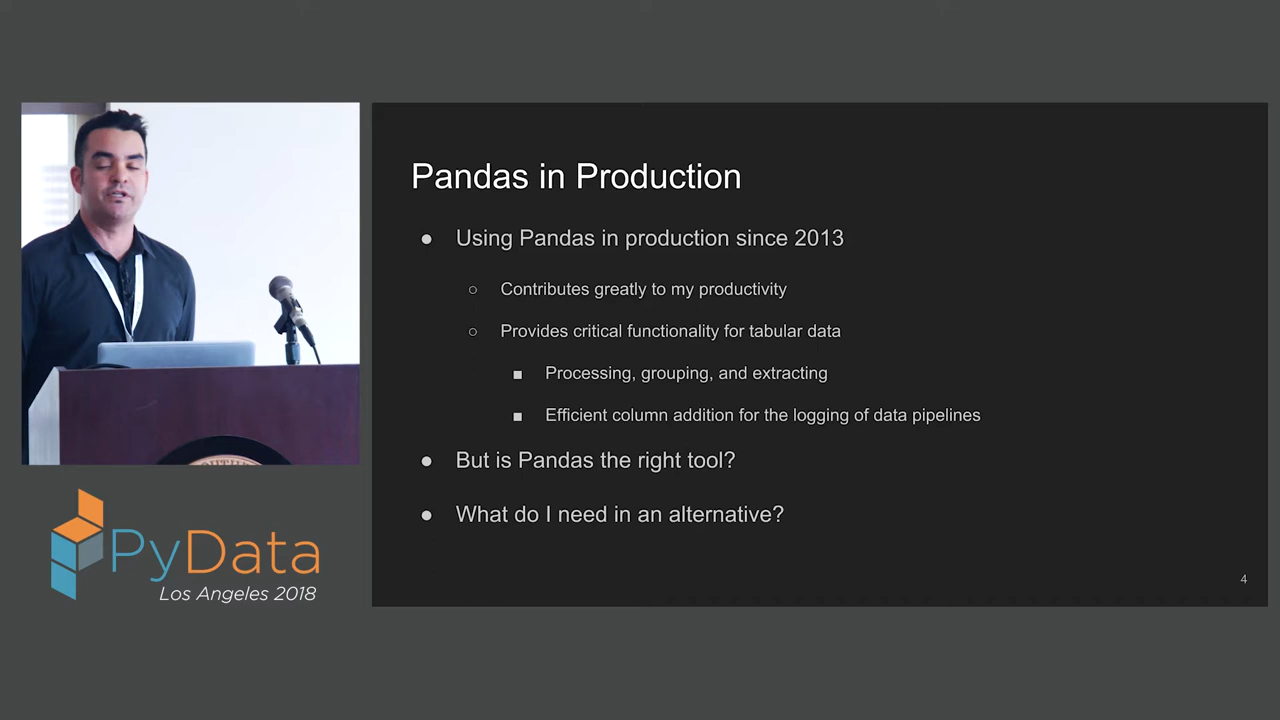 Pandas in Production
● Using Pandas in production since 2013
○ Contributes greatly to my productivity
○ Provides critical functionality for tabular data
■ Processing, grouping, and extracting
■ Efficient column addition for the logging of data pipelines
● But is Pandas the right tool?
● What do I need in an alternative?
4
PyData
Los Angeles 2018